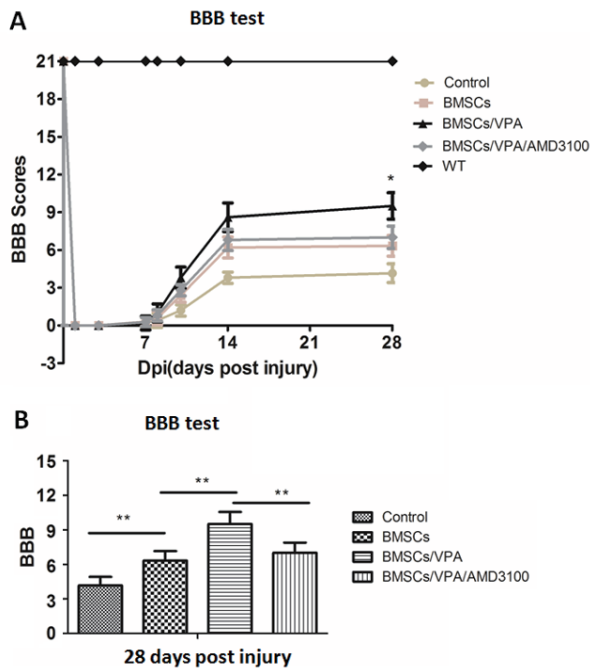 A
BBB test
21
18
15
12
9
6
3
0
-3
BBB Scores
*
7
14
21
28
Dpi(days post injury)
Control
BMSCs
BMSCs/VPA
BMSCs/VPA/AMD3100
WT
B
BBB test
15
12
9
6
3
0
BBB
**
**
**
28 days post injury
Control
BMSCs
BMSCs/VPA
BMSCs/VPA/AMD3100